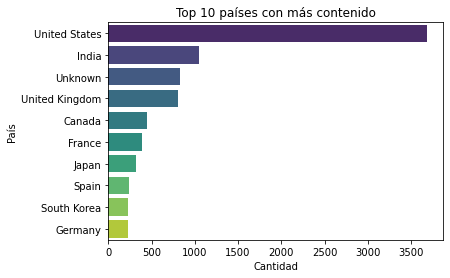 Top 10 países con más contenido
País
United States
India
Unknown
United Kingdom
Canada
France
Japan
Spain
South Korea
Germany
0 500 1000 1500 2000 2500 3000 3500
Cantidad